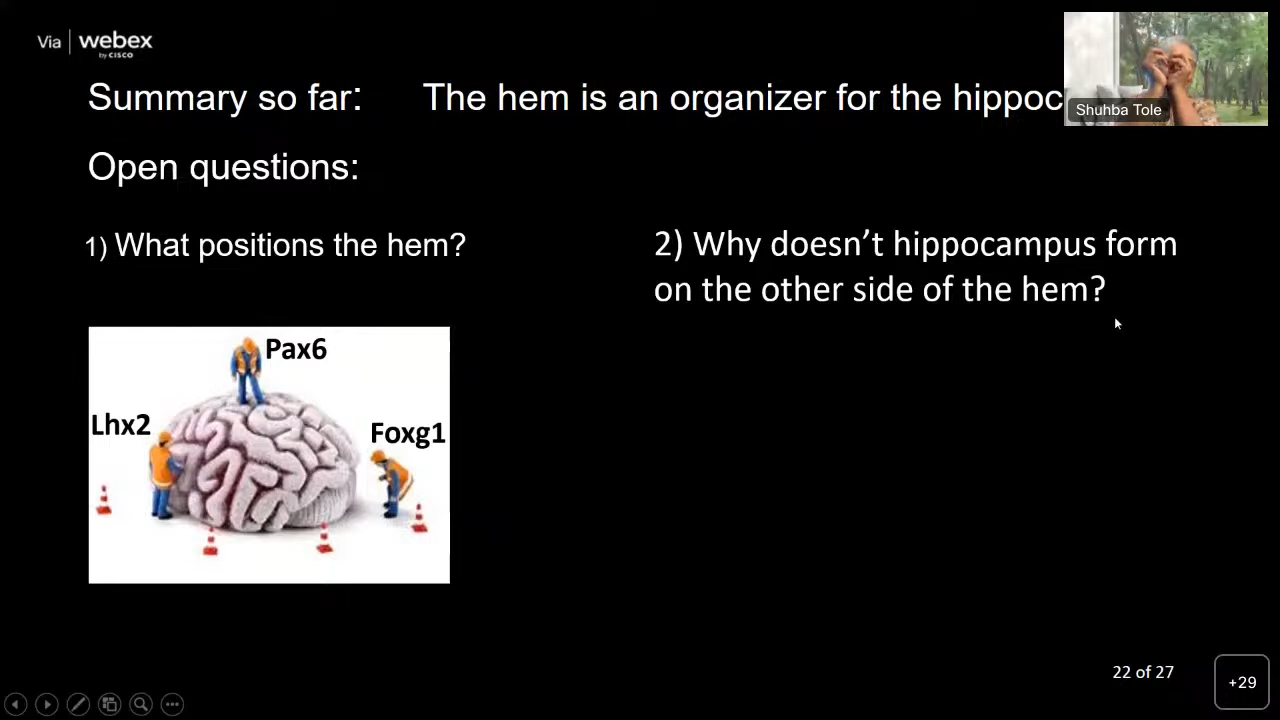 Via webex
by CISCO
Summary so far: The hem is an organizer for the hippoc
Shuhba Tole
Open questions:
1) What positions the hem?
2) Why doesn’t hippocampus form
on the other side of the hem?
Pax6
Lhx2
Foxg1
22 of 27
+29